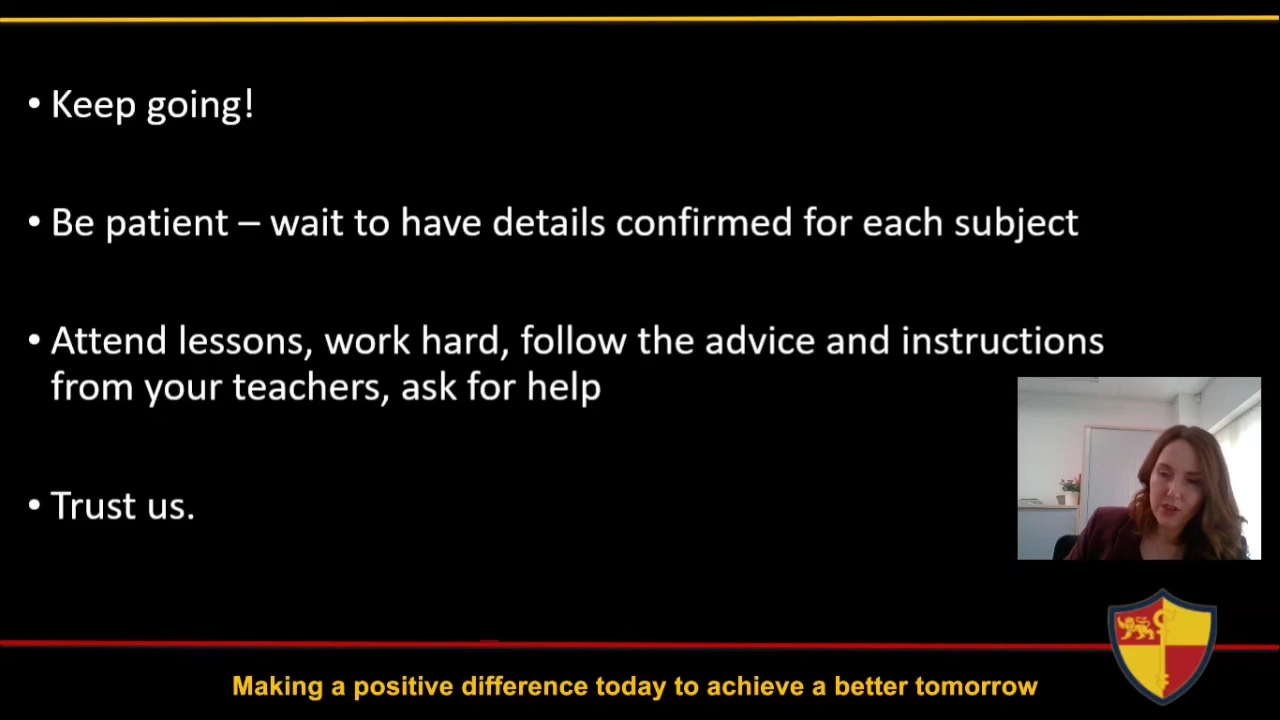 • Keep going!
• Be patient – wait to have details confirmed for each subject
• Attend lessons, work hard, follow the advice and instructions
from your teachers, ask for help
• Trust us.
Making a positive difference today to achieve a better tomorrow